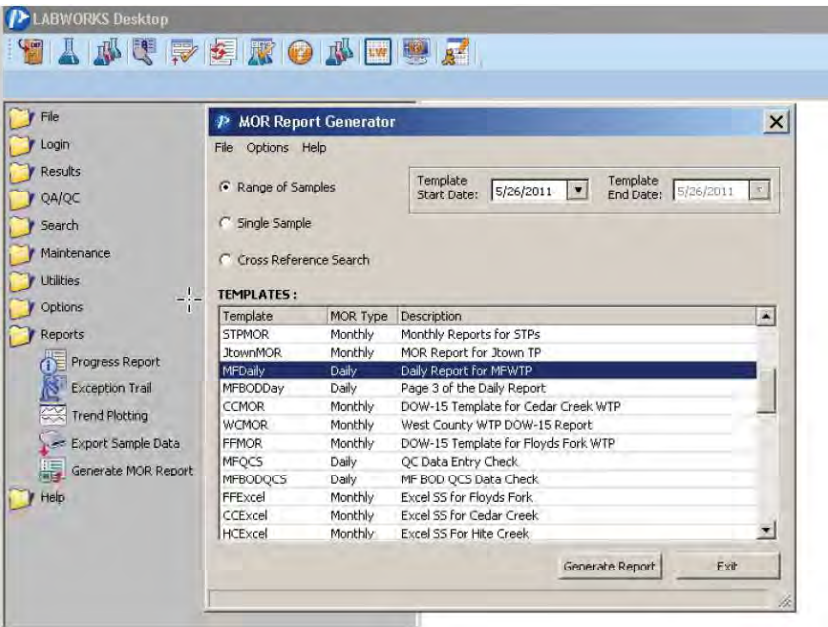 LABWORKS Desktop
LW
File
Login
Results
QA/QC
Search
Maintenance
Utilities
Options
Reports
Progress Report
Exception Trail
Trend Plotting
Export Sample Data
Generate MOR Report
Help
MOR Report Generator
File Options Help
Range of Samples
Single Sample
Cross Reference Search
Template Start Date: 5/26/2011
Template End Date: 5/26/2011
TEMPLATES :
Template MOR Type Description
STPMOR Monthly Monthly Reports for STPs
JtownMOR Monthly MOR Report for Jtown TP
MFDaily Daily Daily Report for MFWTP
MFBODDay Daily Page 3 of the Daily Report
CCMOR Monthly DOW-15 Template for Cedar Creek WTP
WCMOR Monthly West County WTP DOW-15 Report
FFMOR Monthly DOW-15 Template for Floyds Fork WTP
MFQCS Daily QC Data Entry Check
MFBODQCS Daily MF BOD QCS Data Check
FFExcel Monthly Excel SS for Floyds Fork
CCExcel Monthly Excel SS for Cedar Creek
HCExcel Monthly Excel SS For Hite Creek
Generate Report Exit